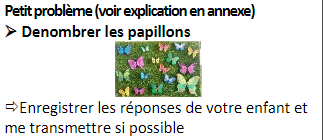 Petit problème (voir explication en annexe)
➢ Denombrer les papillons
⇨Enregistrer les réponses de votre enfant et
me transmettre si possible